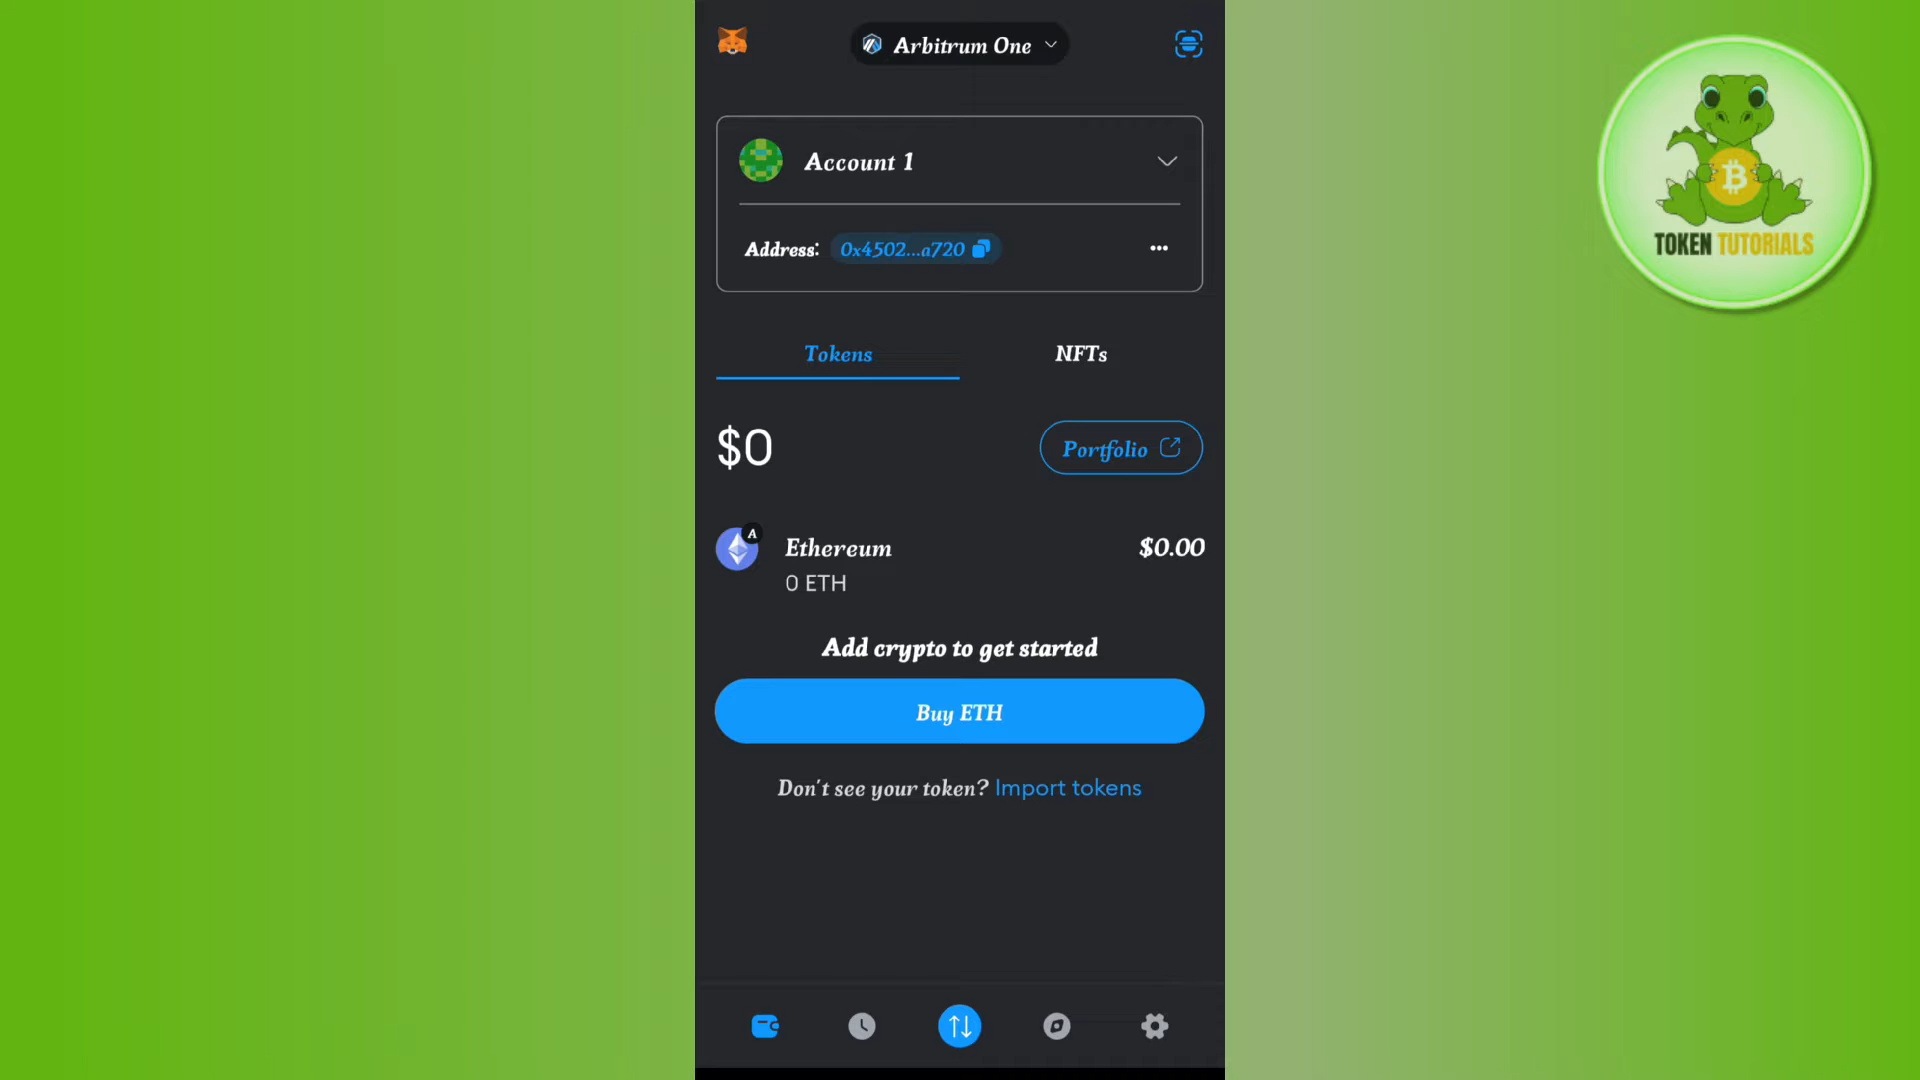 Arbitrum One
Account 1
Address: 0x4502...a720
Tokens NFTs
$0 Portfolio
A
Ethereum $0.00
0 ETH
Add crypto to get started
Buy ETH
Don't see your token? Import tokens
TOKEN TUTORIALS